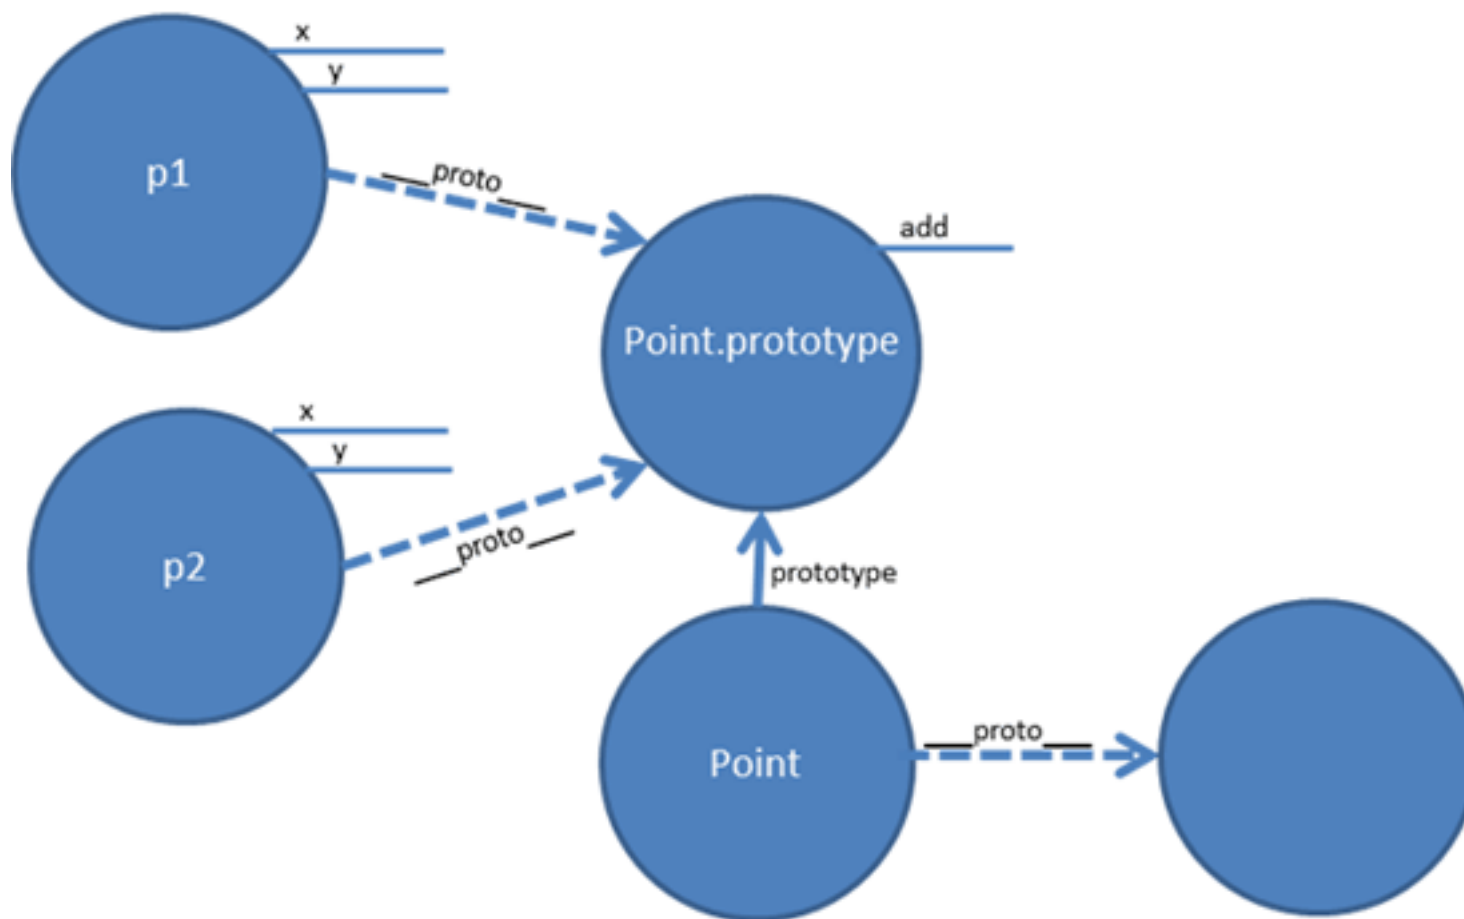 x
y
p1
__proto__
add
Point.prototype
x
y
p2
__proto__
prototype
Point
__proto__